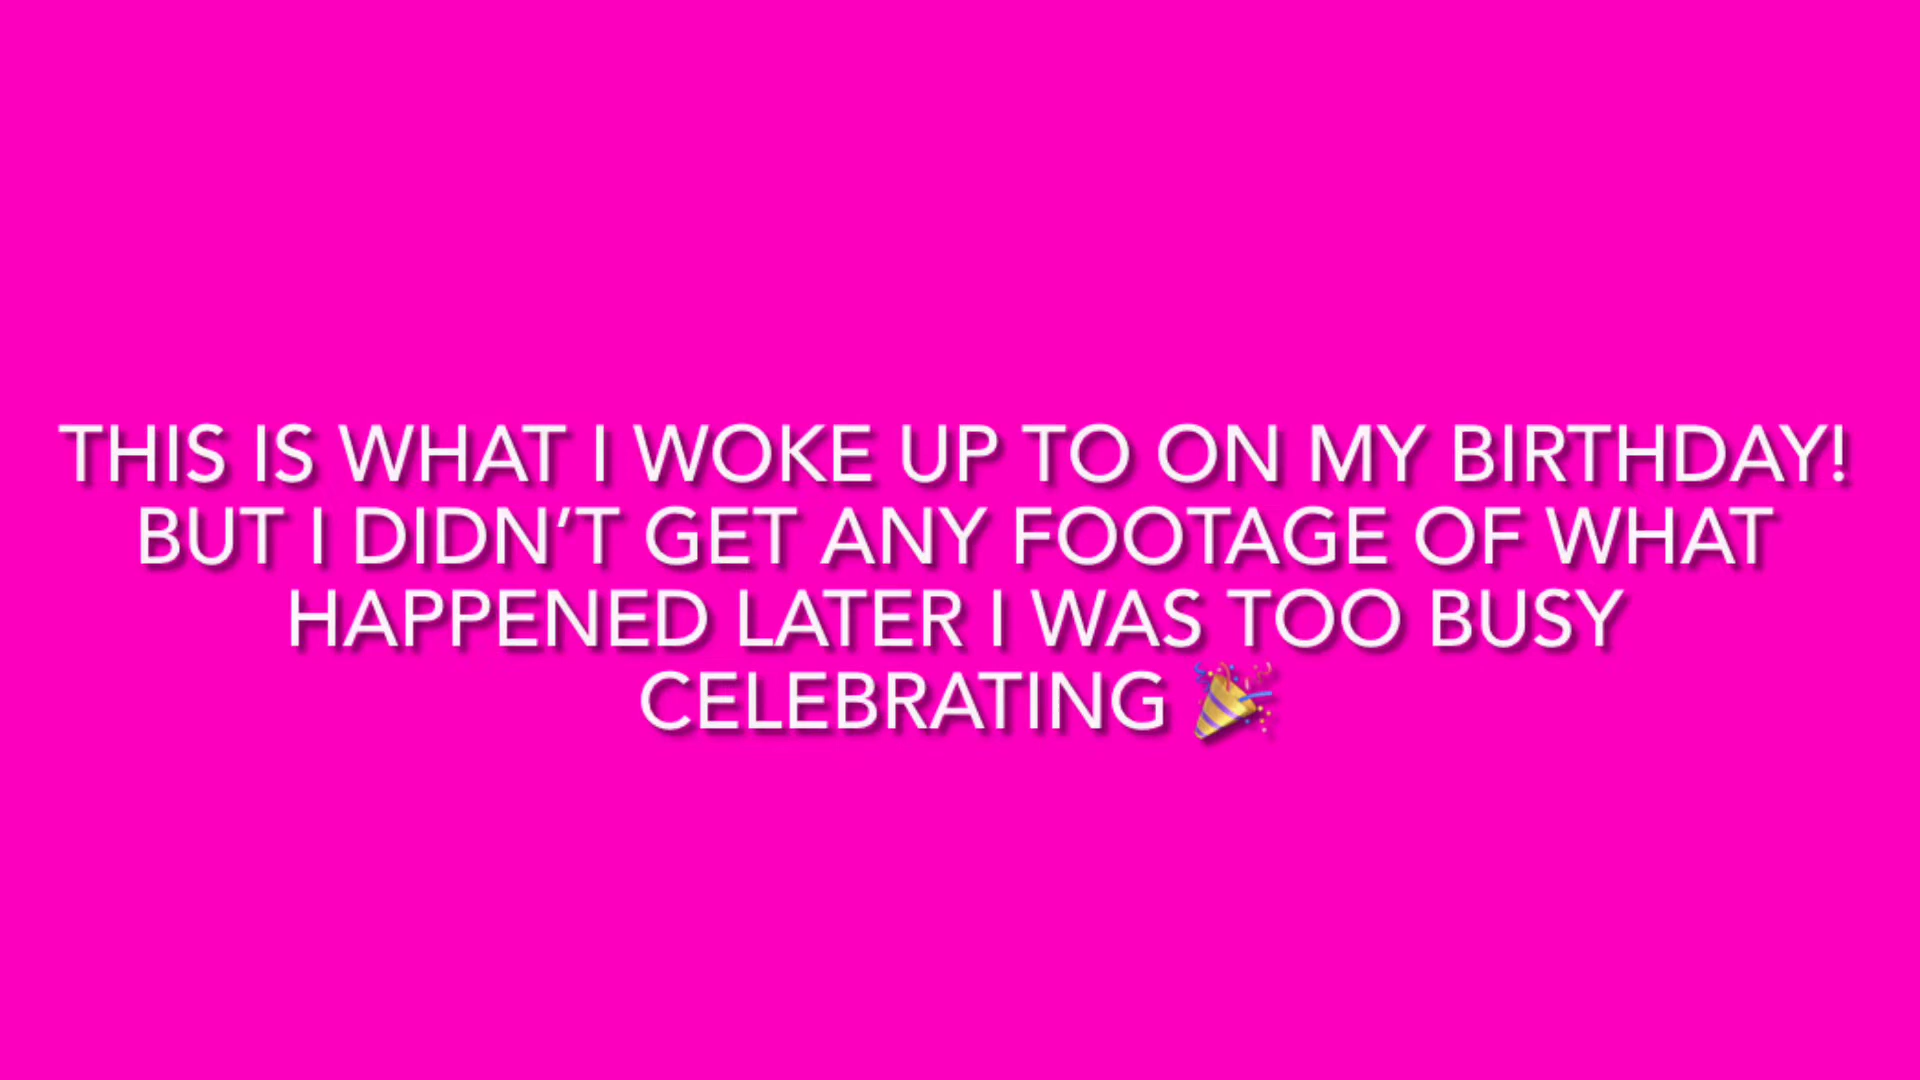 THIS IS WHAT I WOKE UP TO ON MY BIRTHDAY!
BUT I DIDN’T GET ANY FOOTAGE OF WHAT
HAPPENED LATER I WAS TOO BUSY
CELEBRATING 🎉